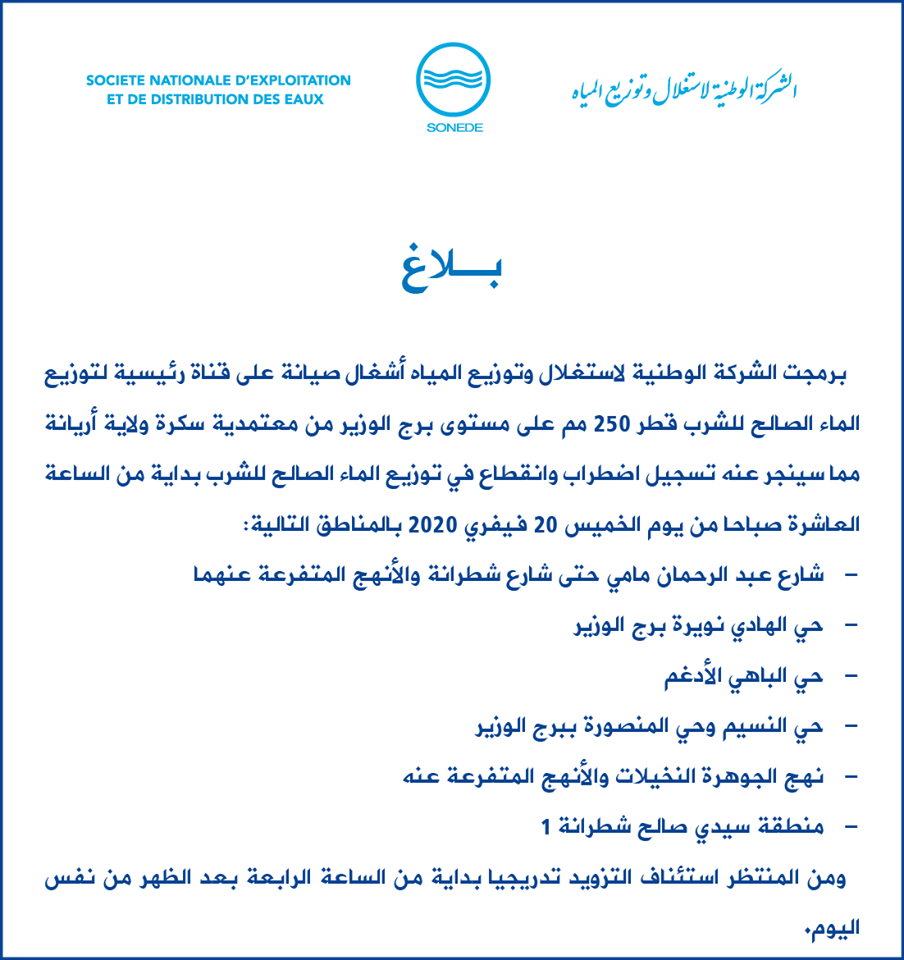 SOCIETE NATIONALE D'EXPLOITATION
ET DE DISTRIBUTION DES EAUX
SONEDE
الشركة الوطنية لاستغلال وتوزيع المياه
بـــلاغ
برمجت الشركة الوطنية لاستغلال وتوزيع المياه أشغال صيانة على قناة رئيسية لتوزيع
الماء الصالح للشرب قطر 250 مم على مستوى برج الوزير من معتمدية سكرة ولاية أريانة
مما سينجر عنه تسجيل اضطراب وانقطاع في توزيع الماء الصالح للشرب بداية من الساعة
العاشرة صباحا من يوم الخميس 20 فيفري 2020 بالمناطق التالية:
– شارع عبد الرحمان مامي حتى شارع شطرانة والأنهج المتفرعة عنهما
– حي الهادي نويرة برج الوزير
– حي الباهي الأدغم
– حي النسيم وحي المنصورة ببرج الوزير
– نهج الجوهرة النخيلات والأنهج المتفرعة عنه
– منطقة سيدي صالح شطرانة 1
ومن المنتظر استئناف التزويد تدريجيا بداية من الساعة الرابعة بعد الظهر من نفس
اليوم.